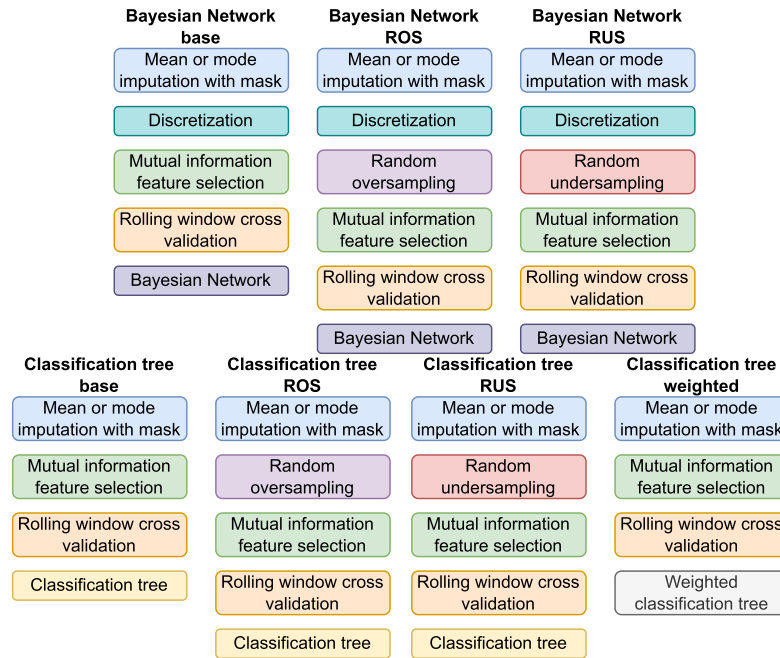 Bayesian Network
base
Mean or mode
imputation with mask
Discretization
Mutual information
feature selection
Rolling window cross
validation
Bayesian Network
Bayesian Network
ROS
Mean or mode
imputation with mask
Discretization
Random
oversampling
Mutual information
feature selection
Rolling window cross
validation
Bayesian Network
Bayesian Network
RUS
Mean or mode
imputation with mask
Discretization
Random
undersampling
Mutual information
feature selection
Rolling window cross
validation
Bayesian Network
Classification tree
base
Mean or mode
imputation with mask
Mutual information
feature selection
Rolling window cross
validation
Classification tree
Classification tree
ROS
Mean or mode
imputation with mask
Random
oversampling
Mutual information
feature selection
Rolling window cross
validation
Classification tree
Classification tree
RUS
Mean or mode
imputation with mask
Random
undersampling
Mutual information
feature selection
Rolling window cross
validation
Classification tree
Classification tree
weighted
Mean or mode
imputation with mask
Mutual information
feature selection
Rolling window cross
validation
Weighted
classification tree